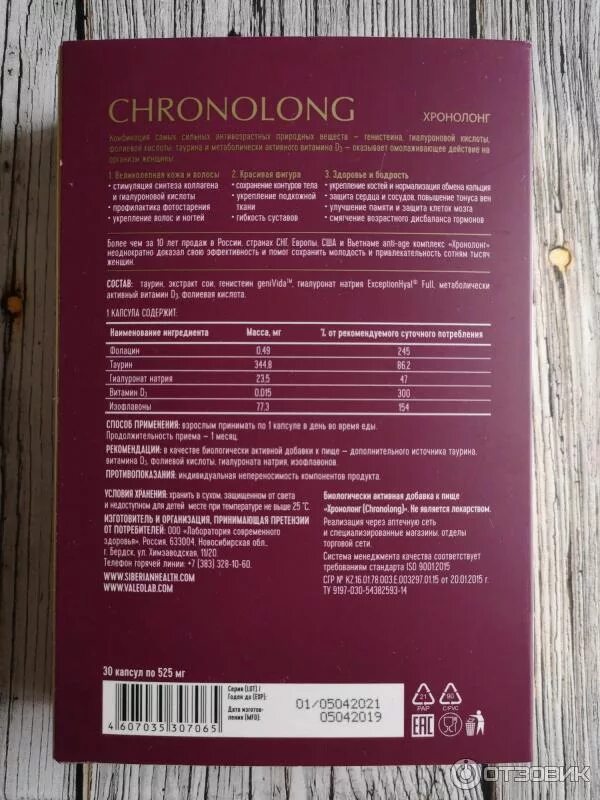 CHRONOLONG
ХРОНОЛОНГ
Комбинация самых сильных антивозрастных природных веществ – генистеина, гиалуроновой кислоты,
фолиевой кислоты, таурина и метаболически активного витамина D3 – оказывает омолаживающее действие на
организм женщины:
1. Великолепная кожа и волосы
• стимуляция синтеза коллагена
и гиалуроновой кислоты
• профилактика фотостарения
• укрепление волос и ногтей
2. Красивая фигура
• сохранение контуров тела
• укрепление подкожной
ткани
• гибкость суставов
3. Здоровье и бодрость
• укрепление костей и нормализация обмена кальция
• защита сердца и сосудов, повышение тонуса вен
• улучшение памяти и защита клеток мозга
• смягчение возрастного дисбаланса гормонов
Более чем за 10 лет продаж в России, странах СНГ, Европы, США и Вьетнаме anti-age комплекс «Хронолонг»
неоднократно доказал свою эффективность и помог сохранить молодость и привлекательность сотням тысяч
женщин.
СОСТАВ: таурин, экстракт сои, генистеин geniVida™, гиалуронат натрия ExceptionHyal® Full, метаболически
активный витамин D3, фолиевая кислота.
1 КАПСУЛА СОДЕРЖИТ:
Наименование ингредиента Масса, мг % от рекомендуемого суточного потребления
Фолацин 0,49 245
Таурин 344,8 86,2
Гиалуронат натрия 23,5 47
Витамин D3 0,015 300
Изофлавоны 77,3 154
СПОСОБ ПРИМЕНЕНИЯ: взрослым принимать по 1 капсуле в день во время еды.
Продолжительность приема – 1 месяц.
РЕКОМЕНДАЦИИ: в качестве биологически активной добавки к пище – дополнительного источника таурина,
витамина D3, фолиевой кислоты, гиалуроната натрия, изофлавонов.
ПРОТИВОПОКАЗАНИЯ: индивидуальная непереносимость компонентов продукта.
УСЛОВИЯ ХРАНЕНИЯ: хранить в сухом, защищенном от света
и недоступном для детей месте при температуре не выше 25 °С.
ИЗГОТОВИТЕЛЬ И ОРГАНИЗАЦИЯ, ПРИНИМАЮЩАЯ ПРЕТЕНЗИИ
ОТ ПОТРЕБИТЕЛЕЙ: ООО «Лаборатория современного
здоровья», Россия, 633004, Новосибирская обл.,
г. Бердск, ул. Химзаводская, 11/20.
Телефон горячей линии: +7 (383) 328-10-60.
WWW.SIBERIANHEALTH.COM
WWW.VALEOLAB.COM
Биологически активная добавка к пище
«Хронолонг (Chronolong)». Не является лекарством.
Реализация через аптечную сеть
и специализированные магазины, отделы
торговой сети.
Система менеджмента качества соответствует
требованиям стандарта ISO 9001:2015
СГР № KZ.16.01.78.003.E.003297.01.15 от 20.01.2015 г.
ТУ 9197-030-54382593-14
30 капсул по 525 мг
4 607035 307065
Серия (LOT) /
Годен до (EXP):
Дата изготов-
ления (MFD):
01/05042021
05042019
21
PAP
90
C/PVC
EAC
ОТЗОВИК